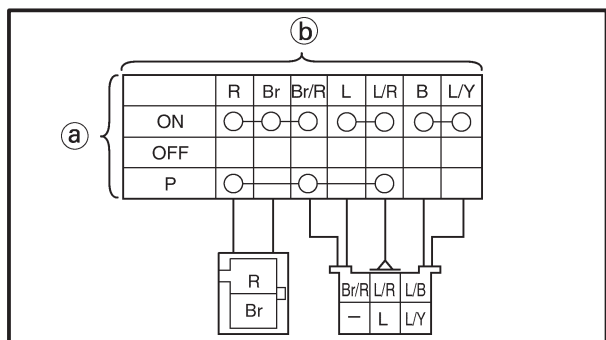 ⓑ
ⓐ
R Br Br/R L L/R B L/Y
ON
OFF
P
R
Br
Br/R L/R L/B
– L L/Y